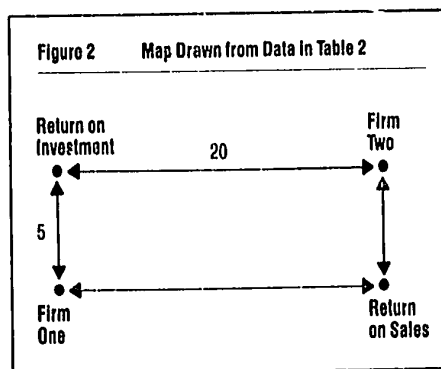 Figure 2 Map Drawn from Data in Table 2
Return on
Investment
Firm
Two
20
5
Firm
One
Return
on Sales